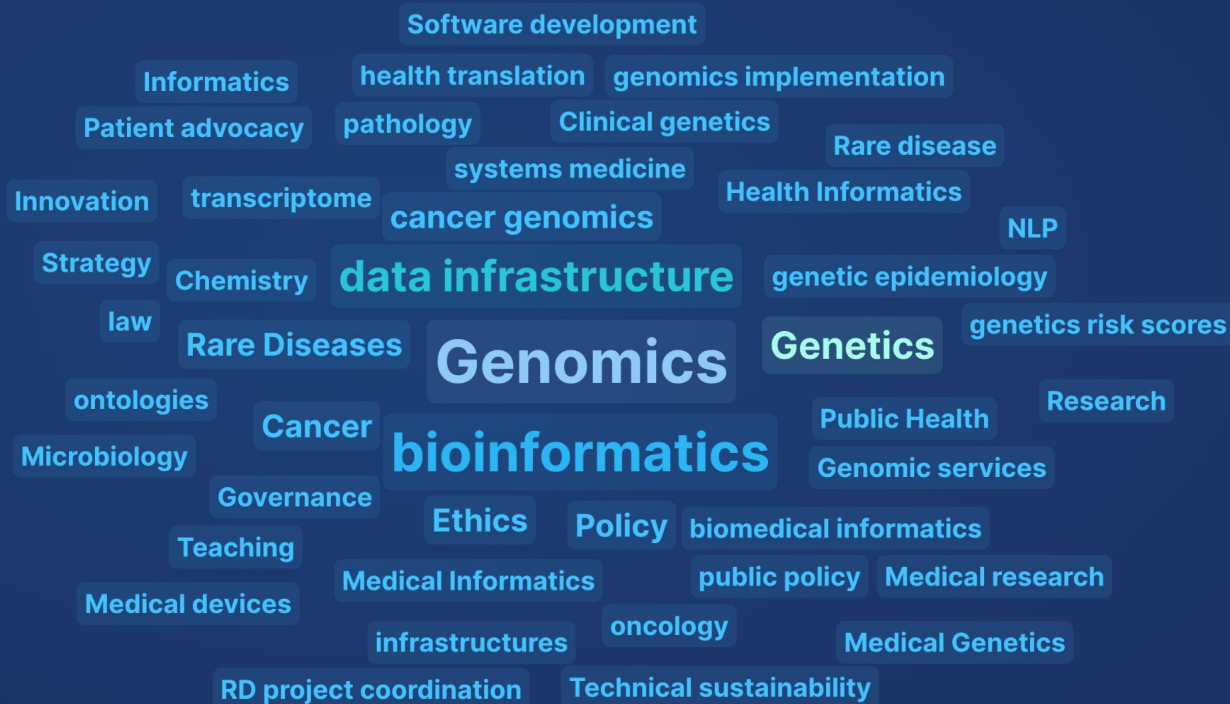 Software development
Informatics
health translation
genomics implementation
Patient advocacy
pathology
Clinical genetics
Rare disease
systems medicine
Innovation
transcriptome
Health Informatics
cancer genomics
NLP
Strategy
Chemistry
data infrastructure
genetic epidemiology
law
Rare Diseases
Genomics
Genetics
genetics risk scores
ontologies
Cancer
Public Health
Research
Microbiology
bioinformatics
Genomic services
Governance
Ethics
Policy
biomedical informatics
Teaching
Medical Informatics
public policy
Medical research
Medical devices
infrastructures
oncology
Medical Genetics
RD project coordination
Technical sustainability